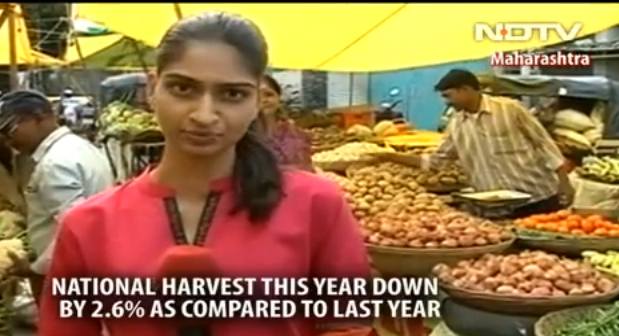 NDTV
Maharashtra
NATIONAL HARVEST THIS YEAR DOWN
BY 2.6% AS COMPARED TO LAST YEAR